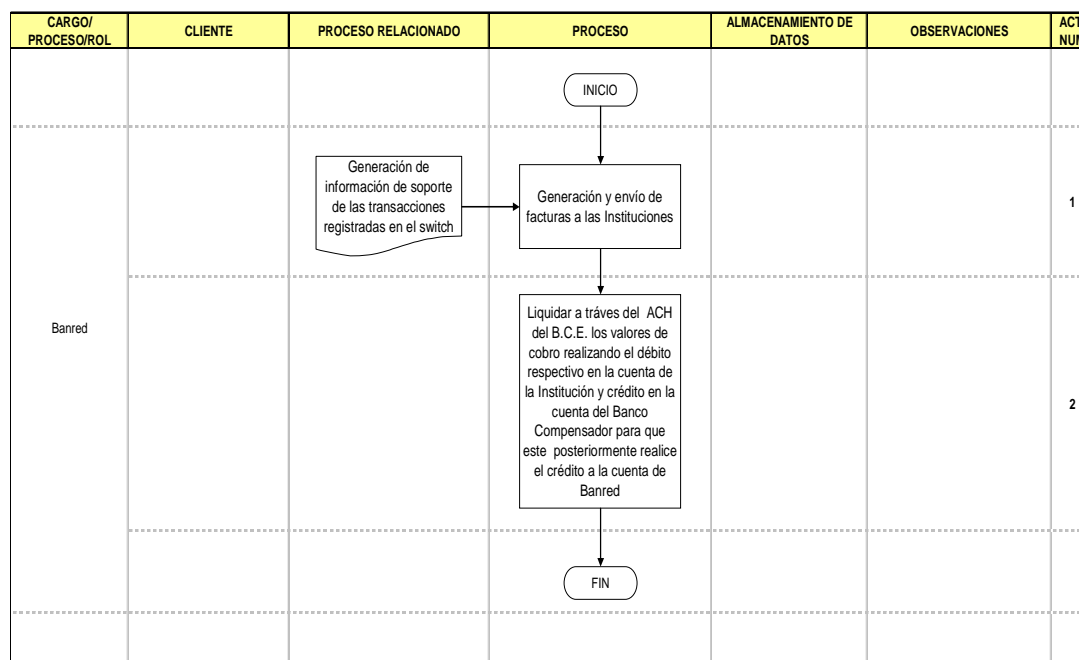 CARGO/
PROCESO/ROL
CLIENTE
PROCESO RELACIONADO
PROCESO
ALMACENAMIENTO DE
DATOS
OBSERVACIONES
ACT
NUM
INICIO
Generación de
información de soporte
de las transacciones
registradas en el switch
Generación y envío de
facturas a las Instituciones
1
Banred
Liquidar a tráves del ACH
del B.C.E. los valores de
cobro realizando el débito
respectivo en la cuenta de
la Institución y crédito en la
cuenta del Banco
Compensador para que
este posteriormente realice
el crédito a la cuenta de
Banred
2
FIN